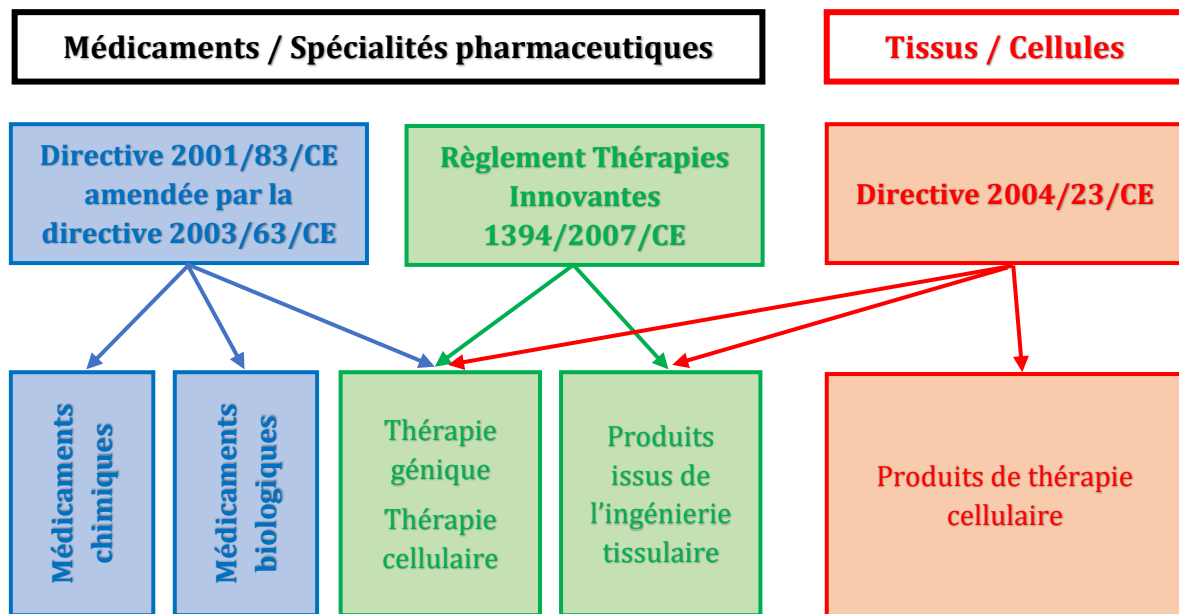 Médicaments / Spécialités pharmaceutiques
Tissus / Cellules
Directive 2001/83/CE
amendée par la
directive 2003/63/CE
Règlement Thérapies
Innovantes
1394/2007/CE
Directive 2004/23/CE
Médicaments
chimiques
Médicaments
biologiques
Thérapie
génique
Thérapie
cellulaire
Produits
issus de
l’ingénierie
tissulaire
Produits de thérapie
cellulaire